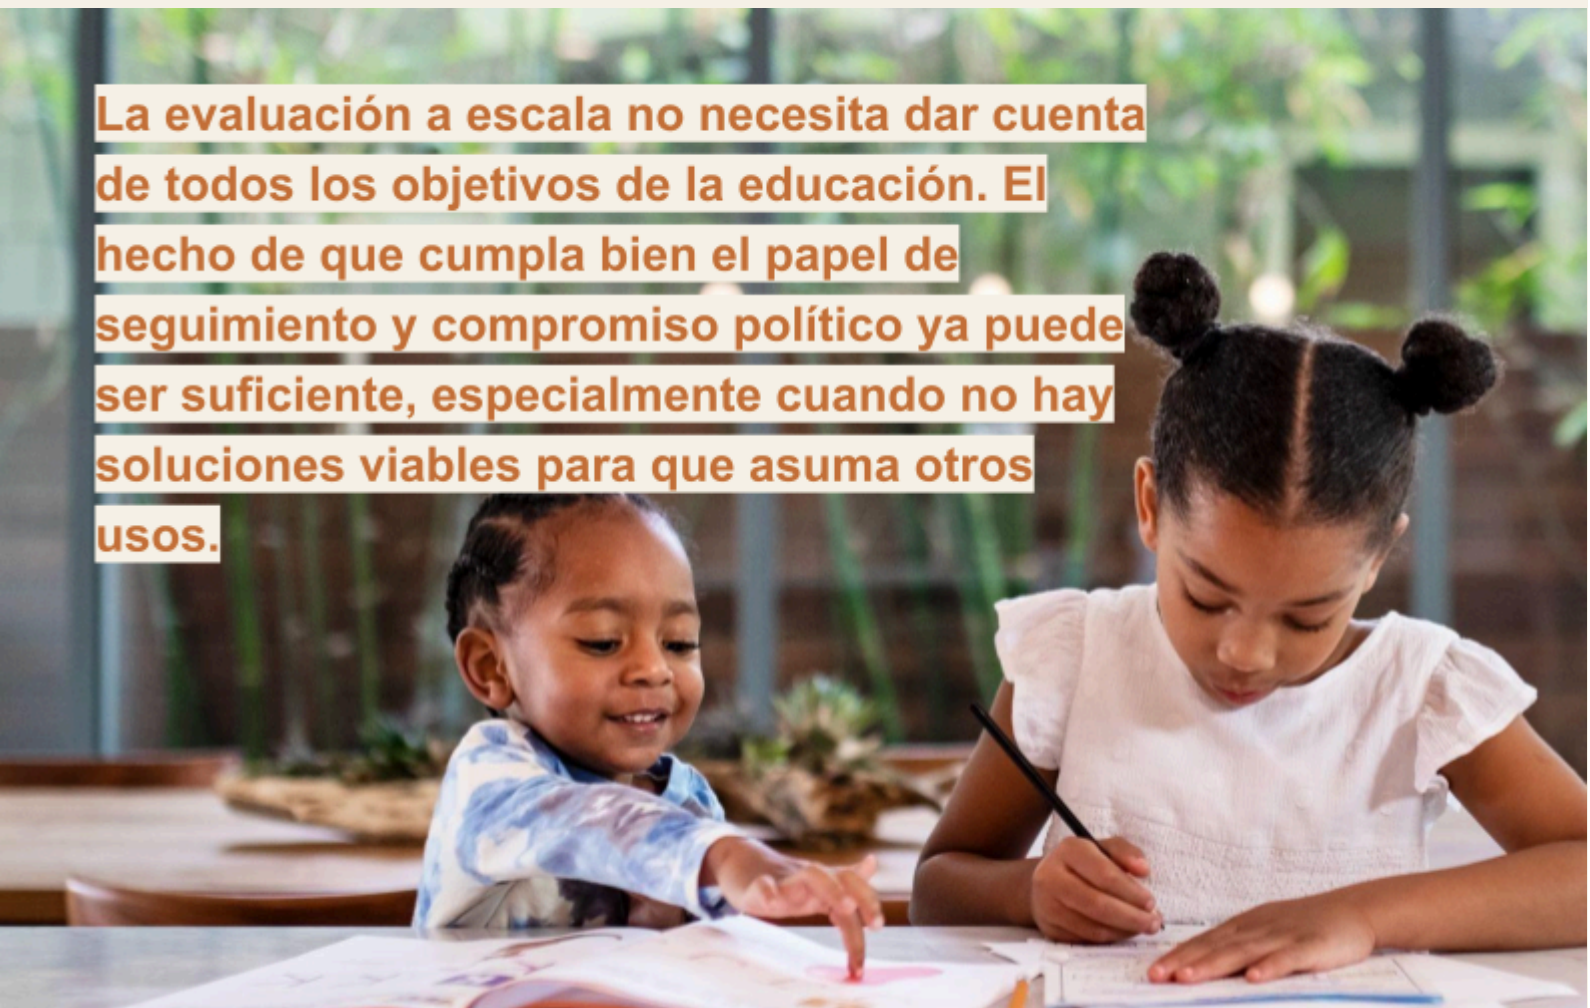 La evaluación a escala no necesita dar cuenta
de todos los objetivos de la educación. El
hecho de que cumpla bien el papel de
seguimiento y compromiso político ya puede
ser suficiente, especialmente cuando no hay
soluciones viables para que asuma otros
usos.